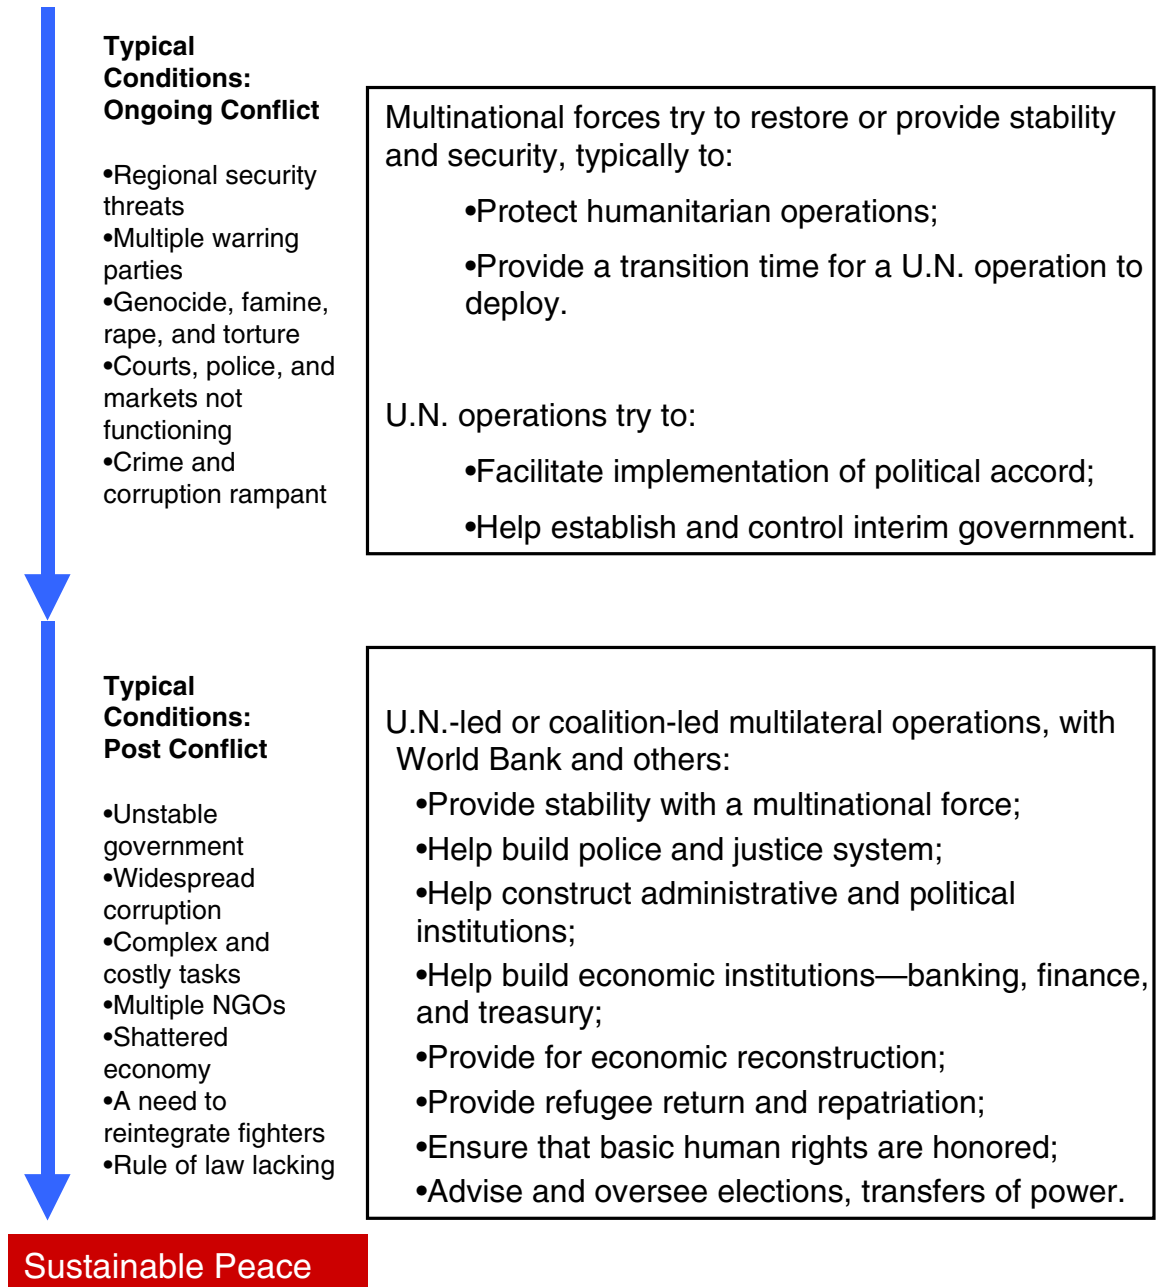 Typical
Conditions:
Ongoing Conflict
•Regional security
threats
•Multiple warring
parties
•Genocide, famine,
rape, and torture
•Courts, police, and
markets not
functioning
•Crime and
corruption rampant
Multinational forces try to restore or provide stability
and security, typically to:
•Protect humanitarian operations;
•Provide a transition time for a U.N. operation to
deploy.
U.N. operations try to:
•Facilitate implementation of political accord;
•Help establish and control interim government.
Typical
Conditions:
Post Conflict
•Unstable
government
•Widespread
corruption
•Complex and
costly tasks
•Multiple NGOs
•Shattered
economy
•A need to
reintegrate fighters
•Rule of law lacking
U.N.-led or coalition-led multilateral operations, with
World Bank and others:
•Provide stability with a multinational force;
•Help build police and justice system;
•Help construct administrative and political
institutions;
•Help build economic institutions—banking, finance,
and treasury;
•Provide for economic reconstruction;
•Provide refugee return and repatriation;
•Ensure that basic human rights are honored;
•Advise and oversee elections, transfers of power.
Sustainable Peace